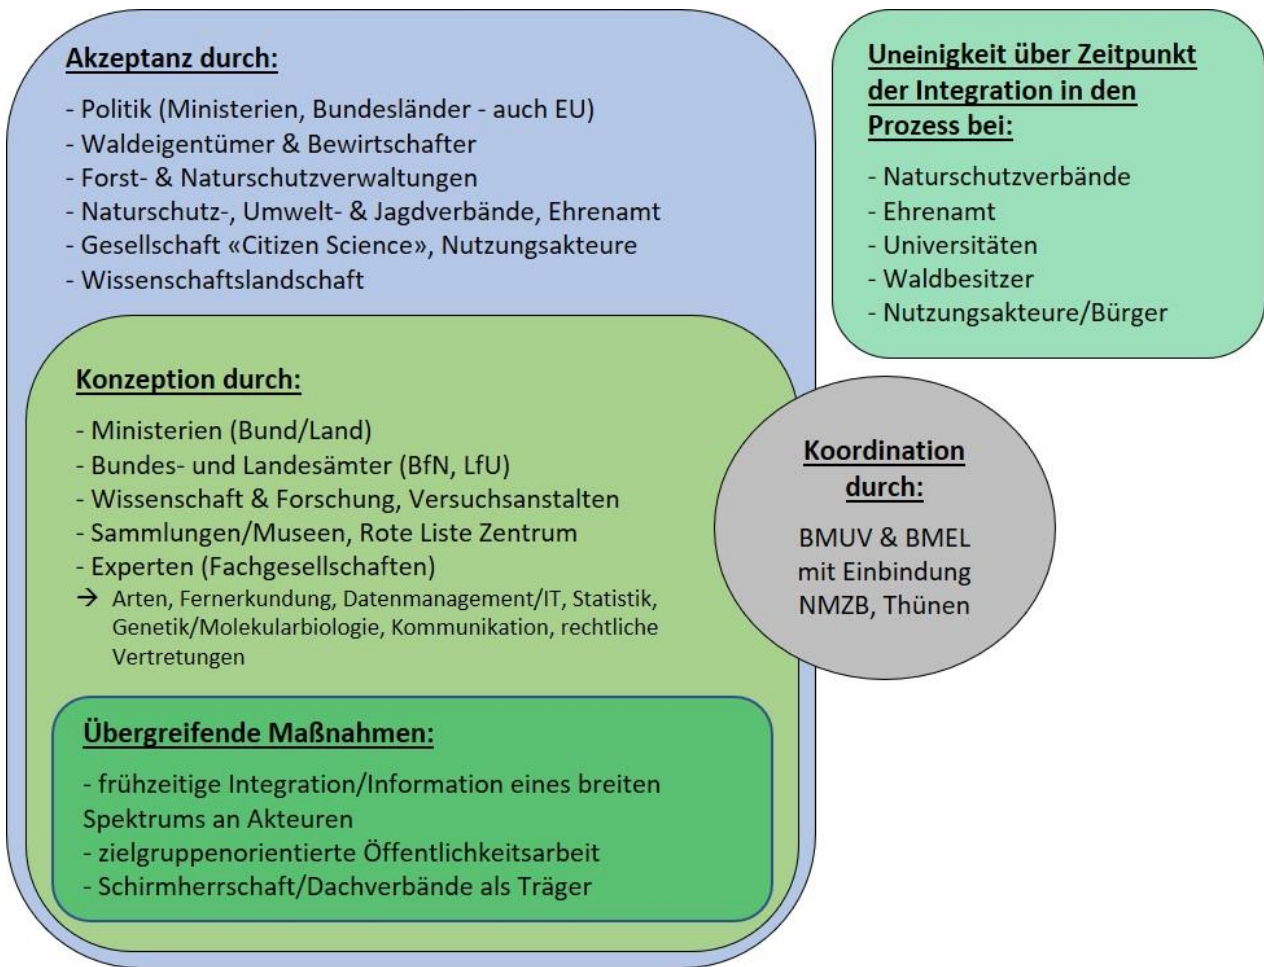 Akzeptanz durch:
- Politik (Ministerien, Bundesländer - auch EU)
- Waldeigentümer & Bewirtschafter
- Forst- & Naturschutzverwaltungen
- Naturschutz-, Umwelt- & Jagdverbände, Ehrenamt
- Gesellschaft «Citizen Science», Nutzungsakteure
- Wissenschaftslandschaft
Uneinigkeit über Zeitpunkt
der Integration in den
Prozess bei:
- Naturschutzverbände
- Ehrenamt
- Universitäten
- Waldbesitzer
- Nutzungsakteure/Bürger
Konzeption durch:
- Ministerien (Bund/Land)
- Bundes- und Landesämter (BfN, LfU)
- Wissenschaft & Forschung, Versuchsanstalten
- Sammlungen/Museen, Rote Liste Zentrum
- Experten (Fachgesellschaften)
→ Arten, Fernerkundung, Datenmanagement/IT, Statistik,
Genetik/Molekularbiologie, Kommunikation, rechtliche
Vertretungen
Koordination
durch:
BMUV & BMEL
mit Einbindung
NMZB, Thünen
Übergreifende Maßnahmen:
- frühzeitige Integration/Information eines breiten
Spektrums an Akteuren
- zielgruppenorientierte Öffentlichkeitsarbeit
- Schirmherrschaft/Dachverbände als Träger